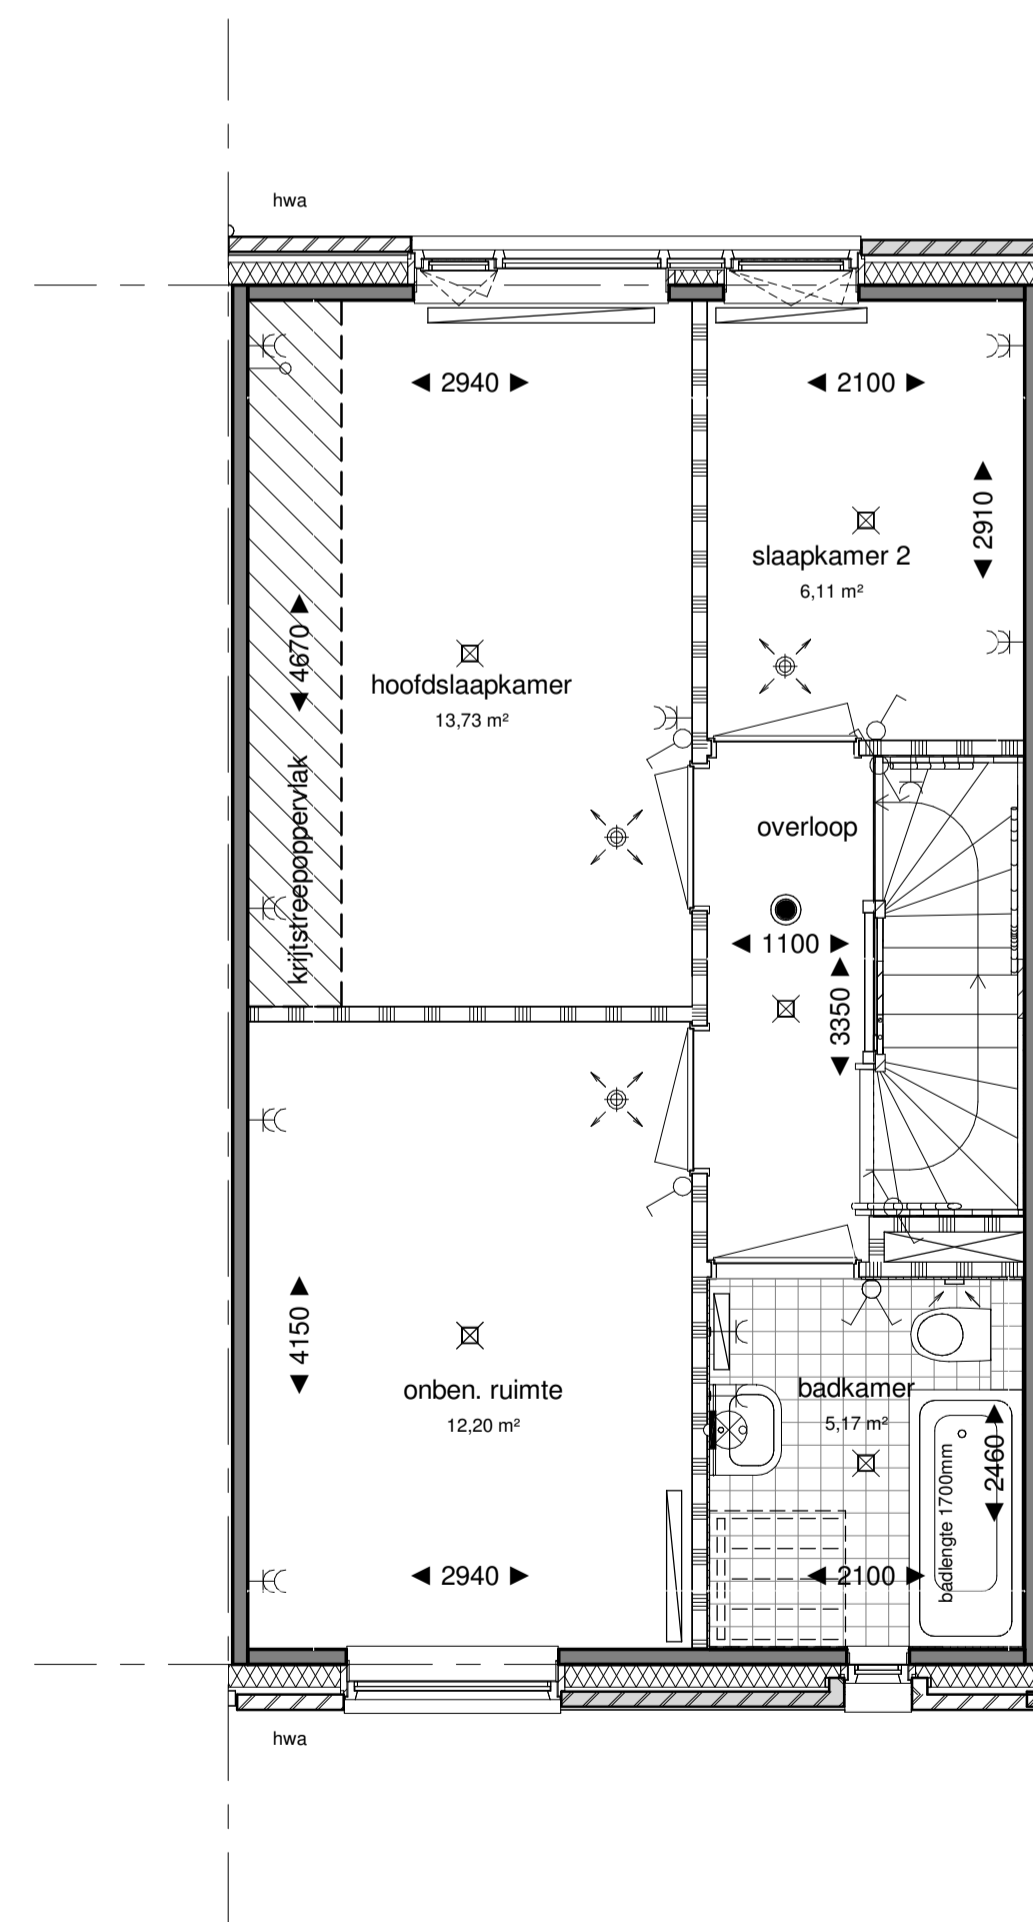 hwa
2940
2100
2910
slaapkamer 2
6,11 m²
4670
hoofdslaapkamer
13,73 m²
krijtstreepoppervlak
overloop
1100
3350
4150
onben. ruimte
12,20 m²
badkamer
5,17 m²
2460
badlengte 1700mm
2940
2100
hwa